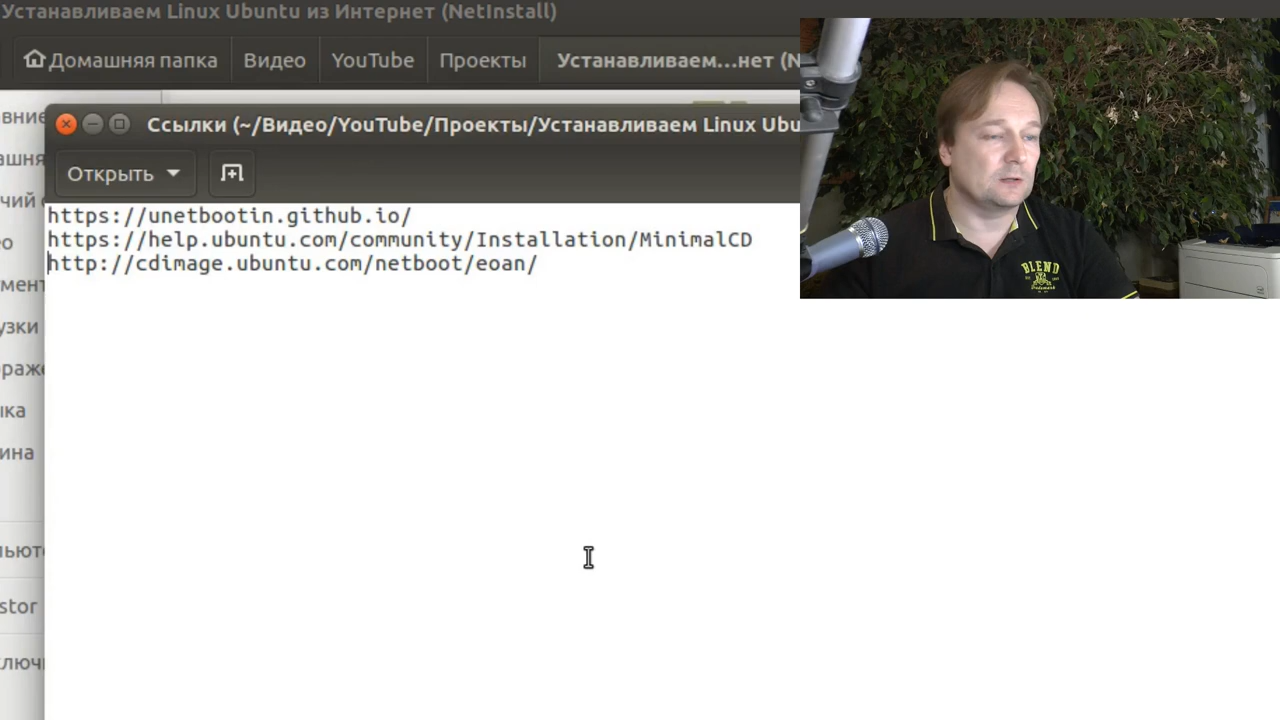 Устанавливаем Linux Ubuntu из Интернет (NetInstall)
Домашняя папка Видео YouTube Проекты Устанавливаем...нет (N
Ссылки (~/Видео/YouTube/Проекты/Устанавливаем Linux Ubu
Открыть
https://unetbootin.github.io/
https://help.ubuntu.com/community/Installation/MinimalCD
http://cdimage.ubuntu.com/netboot/eoan/
BLEND
stor